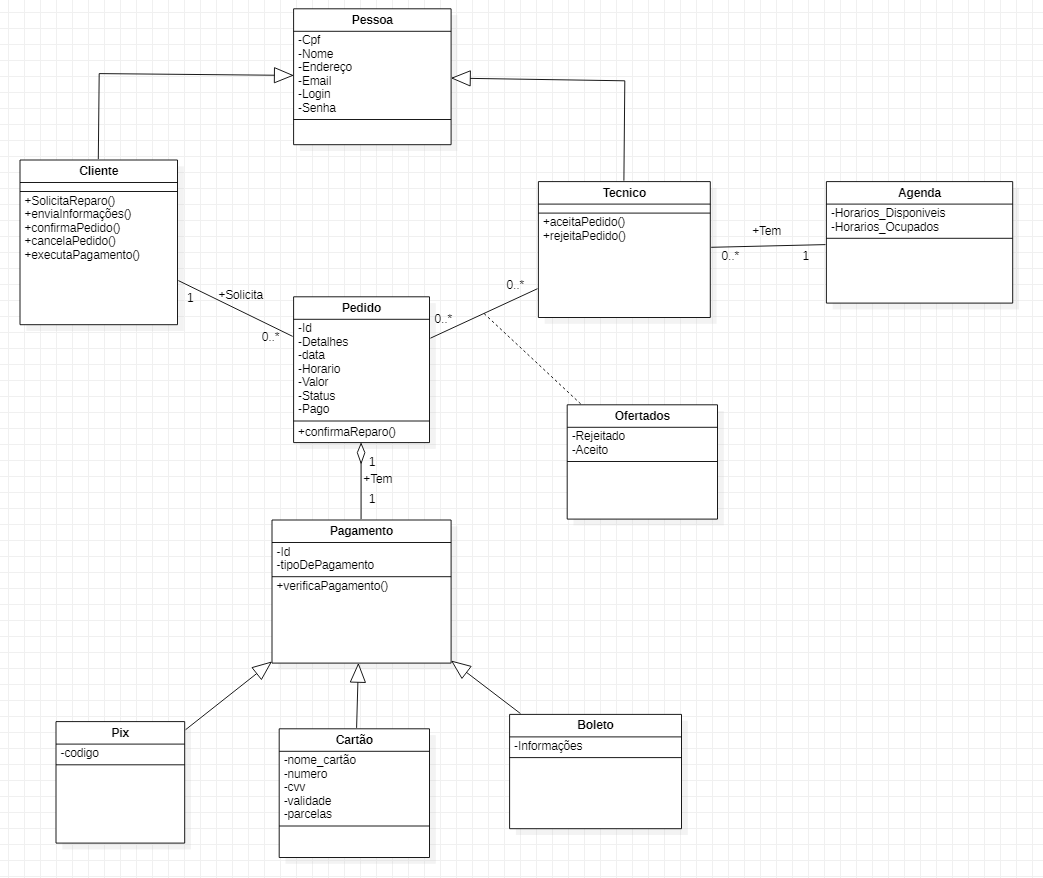 Pessoa
-Cpf
-Nome
-Endereço
-Email
-Login
-Senha
Cliente
+SolicitaReparo()
+enviaInformações()
+confirmaPedido()
+cancelaPedido()
+executaPagamento()
Tecnico
+aceitaPedido()
+rejeitaPedido()
Agenda
-Horarios_Disponiveis
-Horarios_Ocupados
+Tem
0..*
1
1
+Solicita
0..*
0..*
0..*
Pedido
-Id
-Detalhes
-data
-Horario
-Valor
-Status
-Pago
+confirmaReparo()
Ofertados
-Rejeitado
-Aceito
1
+Tem
1
Pagamento
-Id
-tipoDePagamento
+verificaPagamento()
Pix
-codigo
Cartão
-nome_cartão
-numero
-cvv
-validade
-parcelas
Boleto
-Informações